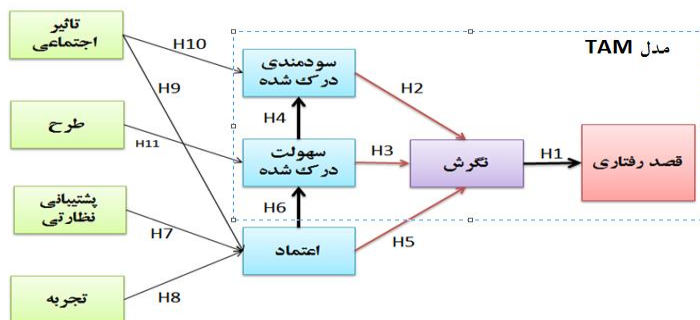 مدل TAM
تاثیر
اجتماعی
H10
سودمندی
درک شده
H2
H9
H4
طرح
H11
سهولت
درک شده
H3
نگرش
H1
قصد رفتاری
پشتیبانی
نظارتی
H7
H6
اعتماد
H5
تجربه
H8